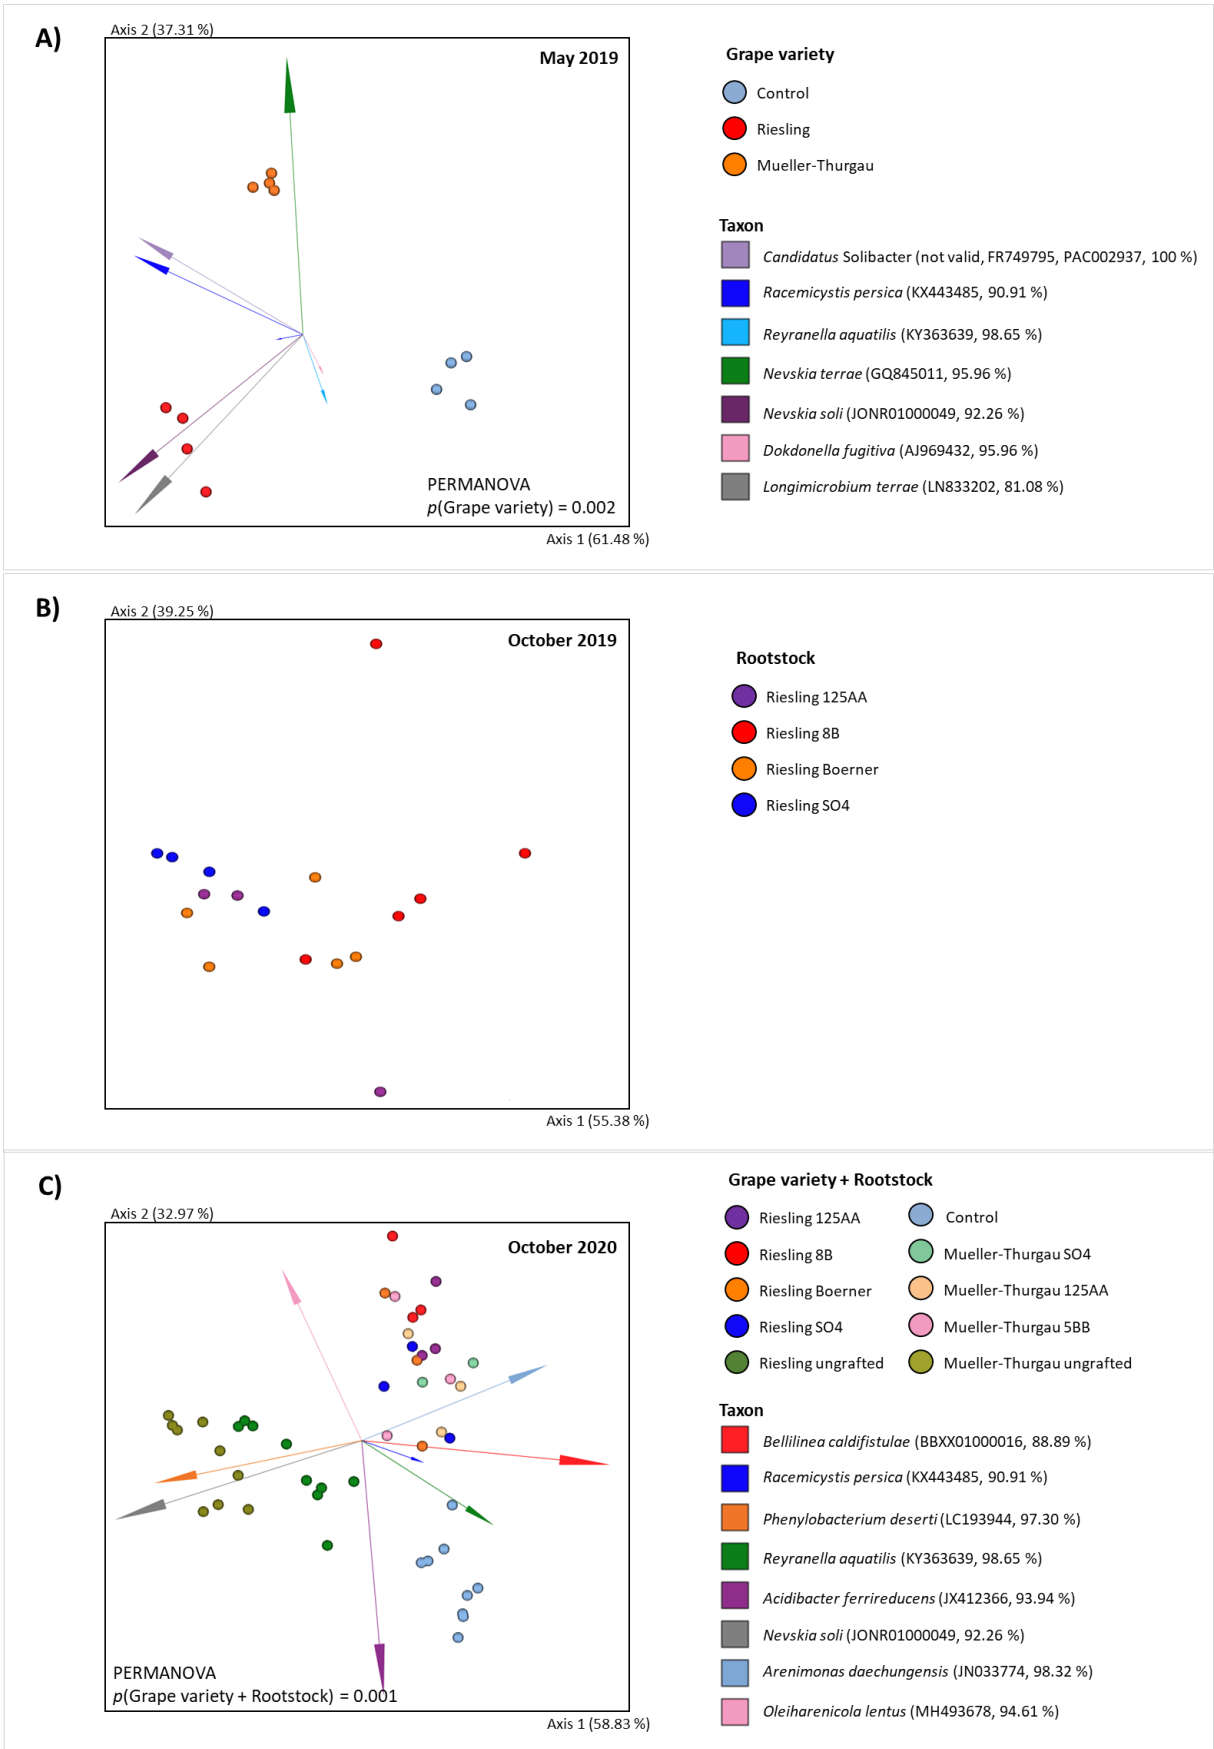 A)
Axis 2 (37.31 %)
May 2019
PERMANOVA
p(Grape variety) = 0.002
Axis 1 (61.48 %)
Grape variety
Control
Riesling
Mueller-Thurgau
Taxon
Candidatus Solibacter (not valid, FR749795, PAC002937, 100 %)
Racemicystis persica (KX443485, 90.91 %)
Reyranella aquatilis (KY363639, 98.65 %)
Nevskia terrae (GQ845011, 95.96 %)
Nevskia soli (JONR01000049, 92.26 %)
Dokdonella fugitiva (AJ969432, 95.96 %)
Longimicrobium terrae (LN833202, 81.08 %)
B)
Axis 2 (39.25 %)
October 2019
Axis 1 (55.38 %)
Rootstock
Riesling 125AA
Riesling 8B
Riesling Boerner
Riesling SO4
C)
Axis 2 (32.97 %)
October 2020
PERMANOVA
p(Grape variety + Rootstock) = 0.001
Axis 1 (58.83 %)
Grape variety + Rootstock
Riesling 125AA
Riesling 8B
Riesling Boerner
Riesling SO4
Riesling ungrafted
Control
Mueller-Thurgau SO4
Mueller-Thurgau 125AA
Mueller-Thurgau 5BB
Mueller-Thurgau ungrafted
Taxon
Bellilinea caldifistulae (BBXX01000016, 88.89 %)
Racemicystis persica (KX443485, 90.91 %)
Phenylobacterium deserti (LC193944, 97.30 %)
Reyranella aquatilis (KY363639, 98.65 %)
Acidibacter ferrireducens (JX412366, 93.94 %)
Nevskia soli (JONR01000049, 92.26 %)
Arenimonas daechungensis (JN033774, 98.32 %)
Oleiharenicola lentus (MH493678, 94.61 %)